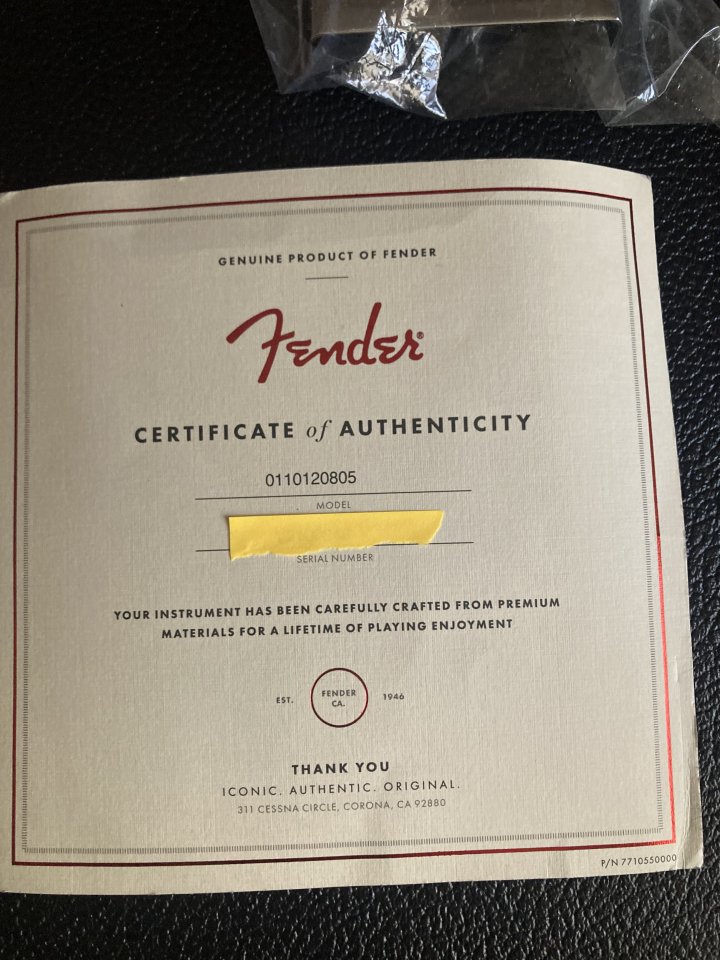 GENUINE PRODUCT OF FENDER
Fender®
CERTIFICATE of AUTHENTICITY
0110120805
MODEL
SERIAL NUMBER
YOUR INSTRUMENT HAS BEEN CAREFULLY CRAFTED FROM PREMIUM
MATERIALS FOR A LIFETIME OF PLAYING ENJOYMENT
EST. FENDER CA. 1946
THANK YOU
ICONIC. AUTHENTIC. ORIGINAL.
311 CESSNA CIRCLE, CORONA, CA 92880
P/N 7710550000